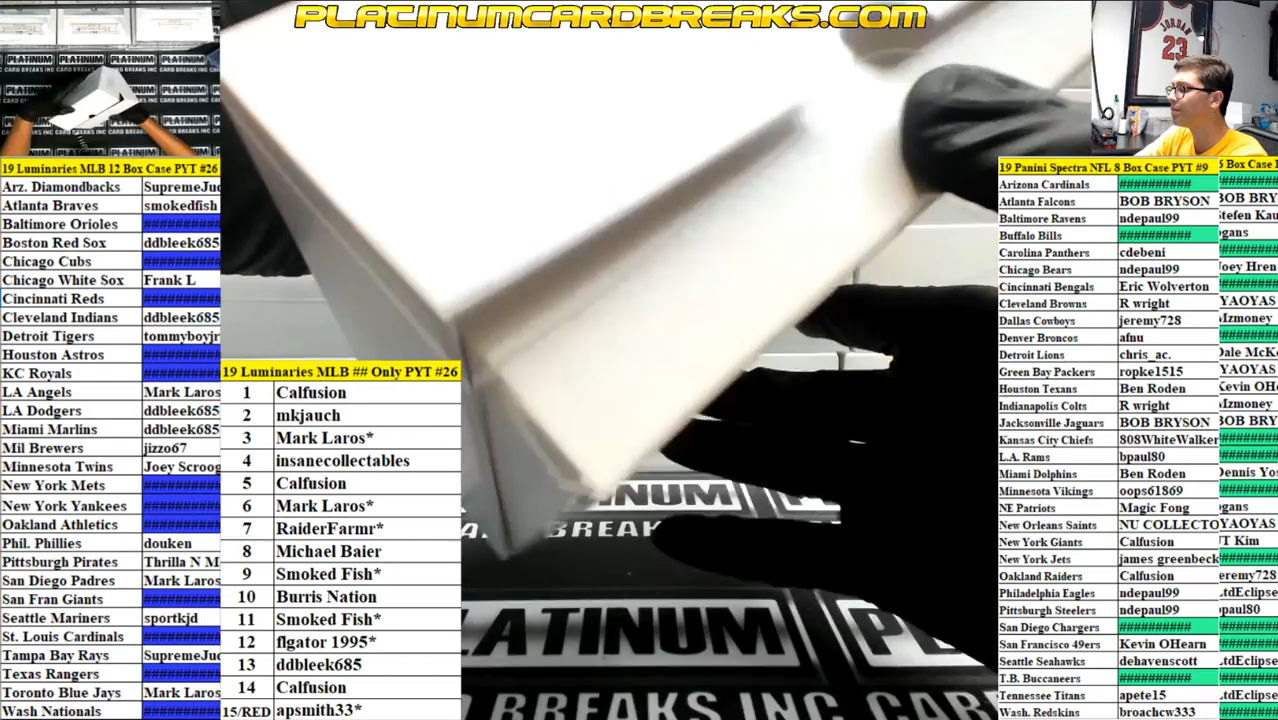 PLATINUMCARDBREAKS.COM
JORDAN
23
PLATINUM PLATINUM PLATINUM PLATINUM
19 Luminaries MLB 12 Box Case PYT #26
Arz. Diamondbacks SupremeJud
Atlanta Braves smokedfish
Baltimore Orioles ##########
Boston Red Sox ddbleek685
Chicago Cubs ##########
Chicago White Sox Frank L
Cincinnati Reds ##########
Cleveland Indians ddbleek685
Detroit Tigers tommyboyjr
Houston Astros ##########
KC Royals ##########
LA Angels Mark Laros
LA Dodgers ddbleek685
Miami Marlins ddbleek685
Mil Brewers jizzo67
Minnesota Twins Joey Scroog
New York Mets ##########
New York Yankees ##########
Oakland Athletics ##########
Phil. Phillies douken
Pittsburgh Pirates Thrilla N M
San Diego Padres Mark Laros
San Fran Giants ##########
Seattle Mariners sportkjd
St. Louis Cardinals ##########
Tampa Bay Rays SupremeJud
Texas Rangers ##########
Toronto Blue Jays Mark Laros
Wash Nationals ##########
19 Luminaries MLB ## Only PYT #26
1 Calfusion
2 mkjauch
3 Mark Laros*
4 insanecollectables
5 Calfusion
6 Mark Laros*
7 RaiderFarmr*
8 Michael Baier
9 Smoked Fish*
10 Burris Nation
11 Smoked Fish*
12 flgator 1995*
13 ddbleek685
14 Calfusion
15/RED apsmith33*
19 Panini Spectra NFL 8 Box Case PYT #9
Arizona Cardinals ##########
Atlanta Falcons BOB BRYSON
Baltimore Ravens ndepaul99
Buffalo Bills ##########
Carolina Panthers cdebeni
Chicago Bears ndepaul99
Cincinnati Bengals Eric Wolverton
Cleveland Browns R wright
Dallas Cowboys jeremy728
Denver Broncos afnu
Detroit Lions chris_ac.
Green Bay Packers ropke1515
Houston Texans Ben Roden
Indianapolis Colts R wright
Jacksonville Jaguars BOB BRYSON
Kansas City Chiefs 808WhiteWalker
L.A. Rams bpaul80
Miami Dolphins Ben Roden
Minnesota Vikings oops61869
NE Patriots Magic Fong
New Orleans Saints NU COLLECTO
New York Giants Calfusion
New York Jets james greenbeck
Oakland Raiders Calfusion
Philadelphia Eagles ndepaul99
Pittsburgh Steelers ndepaul99
San Diego Chargers ##########
San Francisco 49ers Kevin OHearn
Seattle Seahawks dehavenscott
T.B. Buccaneers ##########
Tennessee Titans apete15
Wash. Redskins broachcw333